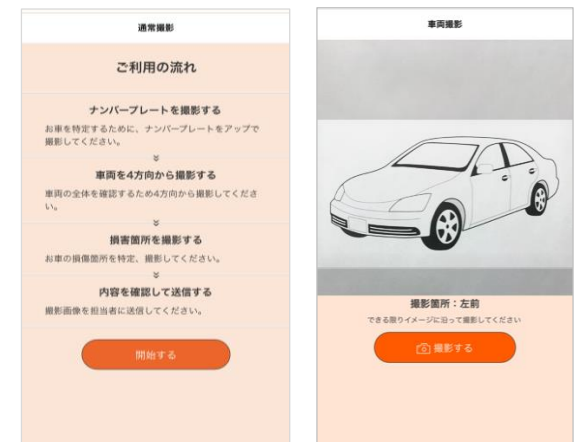 通常撮影
ご利用の流れ
ナンバープレートを撮影する
お車を特定するために、ナンバープレートをアップで
撮影してください。
車両を4方向から撮影する
車両の全体を確認するため4方向から撮影してくださ
い。
損害箇所を撮影する
お車の損傷箇所を特定、撮影してください。
内容を確認して送信する
撮影画像を担当者に送信してください。
開始する
車両撮影
撮影箇所：左前
できる限りイメージに沿って撮影してください
撮影する